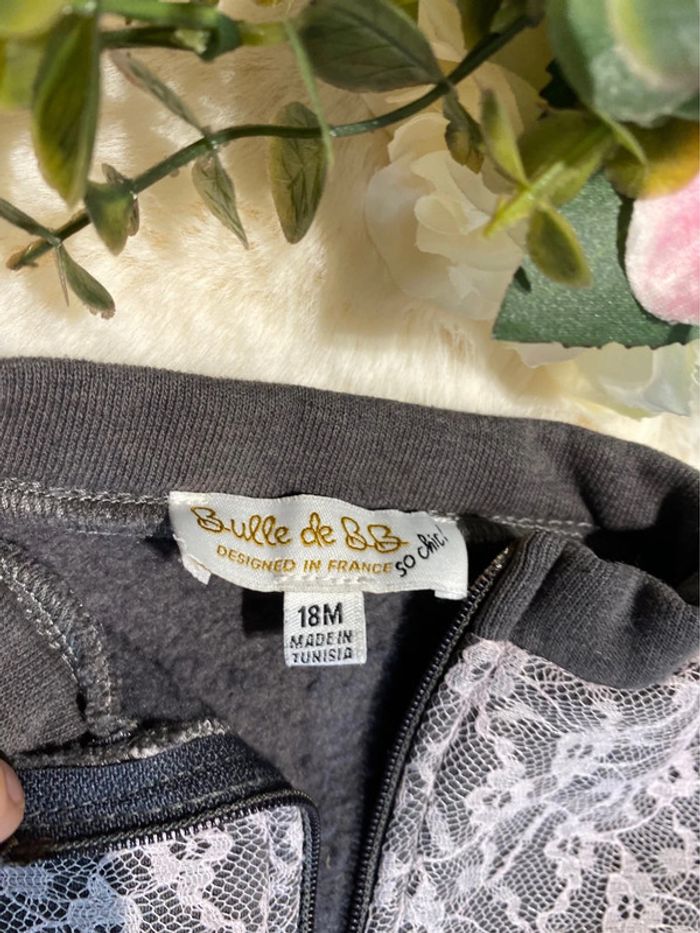 Bulle de BB
DESIGNED IN FRANCE
so chic!
18M
MADE IN
TUNISIA